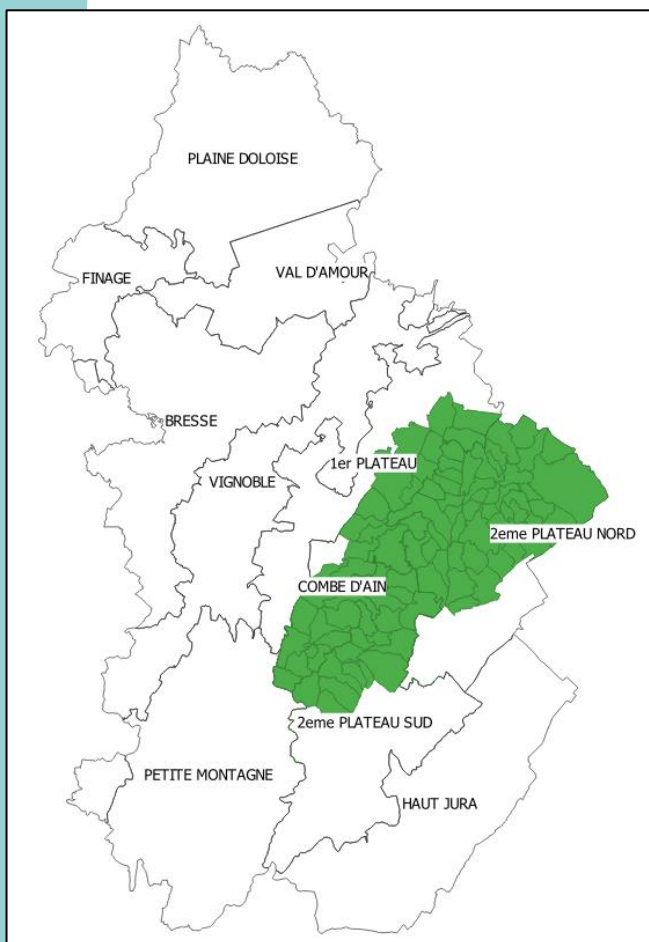 PLAINE DOLOISE
FINAGE
VAL D'AMOUR
BRESSE
1er PLATEAU
VIGNOBLE
2eme PLATEAU NORD
COMBE D'AIN
2eme PLATEAU SUD
PETITE MONTAGNE
HAUT JURA